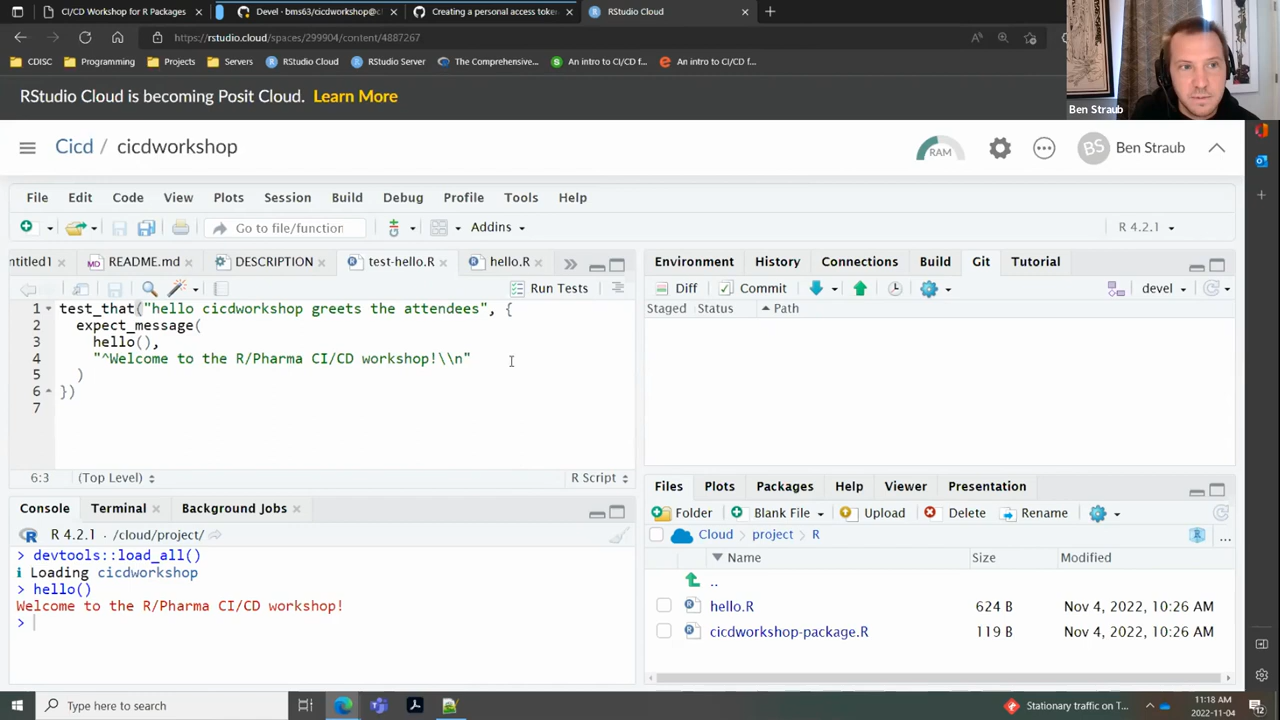 CI/CD Workshop for R Packages
Devel · bms63/cicdworkshop@c
Creating a personal access token
RStudio Cloud
https://rstudio.cloud/spaces/299904/content/4887267
CDISC
Programming
Projects
Servers
RStudio Cloud
RStudio Server
The Comprehensive...
An intro to CI/CD f...
An intro to CI/CD f...
RStudio Cloud is becoming Posit Cloud. Learn More
Ben Straub
Cicd / cicdworkshop
RAM
BS
Ben Straub
File Edit Code View Plots Session Build Debug Profile Tools Help
Go to file/function
Addins
R 4.2.1
ntitled1
README.md
DESCRIPTION
test-hello.R
hello.R
Run Tests
1 test_that("hello cicdworkshop greets the attendees", {
2 expect_message(
3 hello(),
4 "^Welcome to the R/Pharma CI/CD workshop!\\n"
5 )
6 })
7
6:3 (Top Level) R Script
Console Terminal Background Jobs
R 4.2.1 · /cloud/project/
> devtools::load_all()
ℹ Loading cicdworkshop
> hello()
Welcome to the R/Pharma CI/CD workshop!
>
Environment History Connections Build Git Tutorial
Diff Commit devel
Staged Status Path
Files Plots Packages Help Viewer Presentation
Folder Blank File Upload Delete Rename
Cloud project R
Name Size Modified
..
hello.R 624 B Nov 4, 2022, 10:26 AM
cicdworkshop-package.R 119 B Nov 4, 2022, 10:26 AM
Type here to search
Stationary traffic on T...
11:18 AM
2022-11-04
12